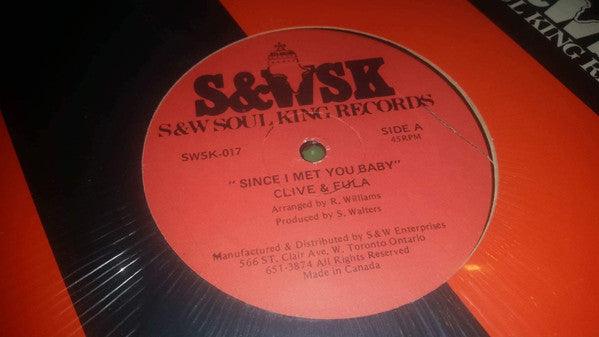 S&WSK
S&W SOUL KING RECORDS
SWSK-017
SIDE A
45RPM
" SINCE I MET YOU BABY"
CLIVE & EULA
Arranged by R. Williams
Produced by S. Walters
Manufactured & Distributed by S&W Enterprises
566 ST. Clair Ave, W. Toronto Ontario
651-3874 All Rights Reserved
Made in Canada